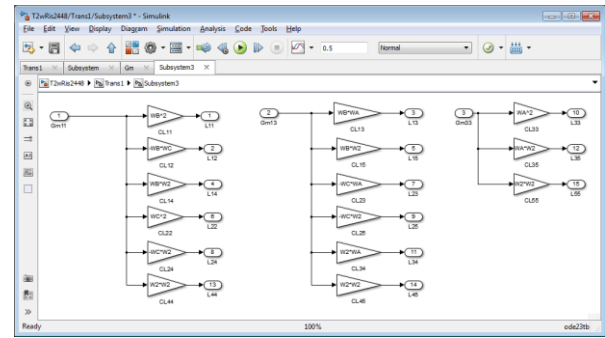 T2wRis2448/Trans1/Subsystem3 * - Simulink
File Edit View Display Diagram Simulation Analysis Code Tools Help
0.5 Normal
Trans1 Subsystem Gm Subsystem3
T2wRis2448 Trans1 Subsystem3
1 WB^2 1
Gm11 CL11 L11
WB*WC 2
CL12 L12
WB*W2 4
CL14 L14
WC^2 6
CL22 L22
-WC*W2 8
CL24 L24
W2*W2 13
CL44 L44
2 WB*WA 3
Gm13 CL13 L13
WB*W2 5
CL15 L15
-WC*WA 7
CL23 L23
-WC*W2 9
CL25 L25
W2*WA 11
CL34 L34
W2*W2 14
CL45 L45
3 WA^2 10
Gm33 CL33 L33
WA*W2 12
CL35 L35
W2*W2 15
CL55 L55
Ready 100% ode23tb